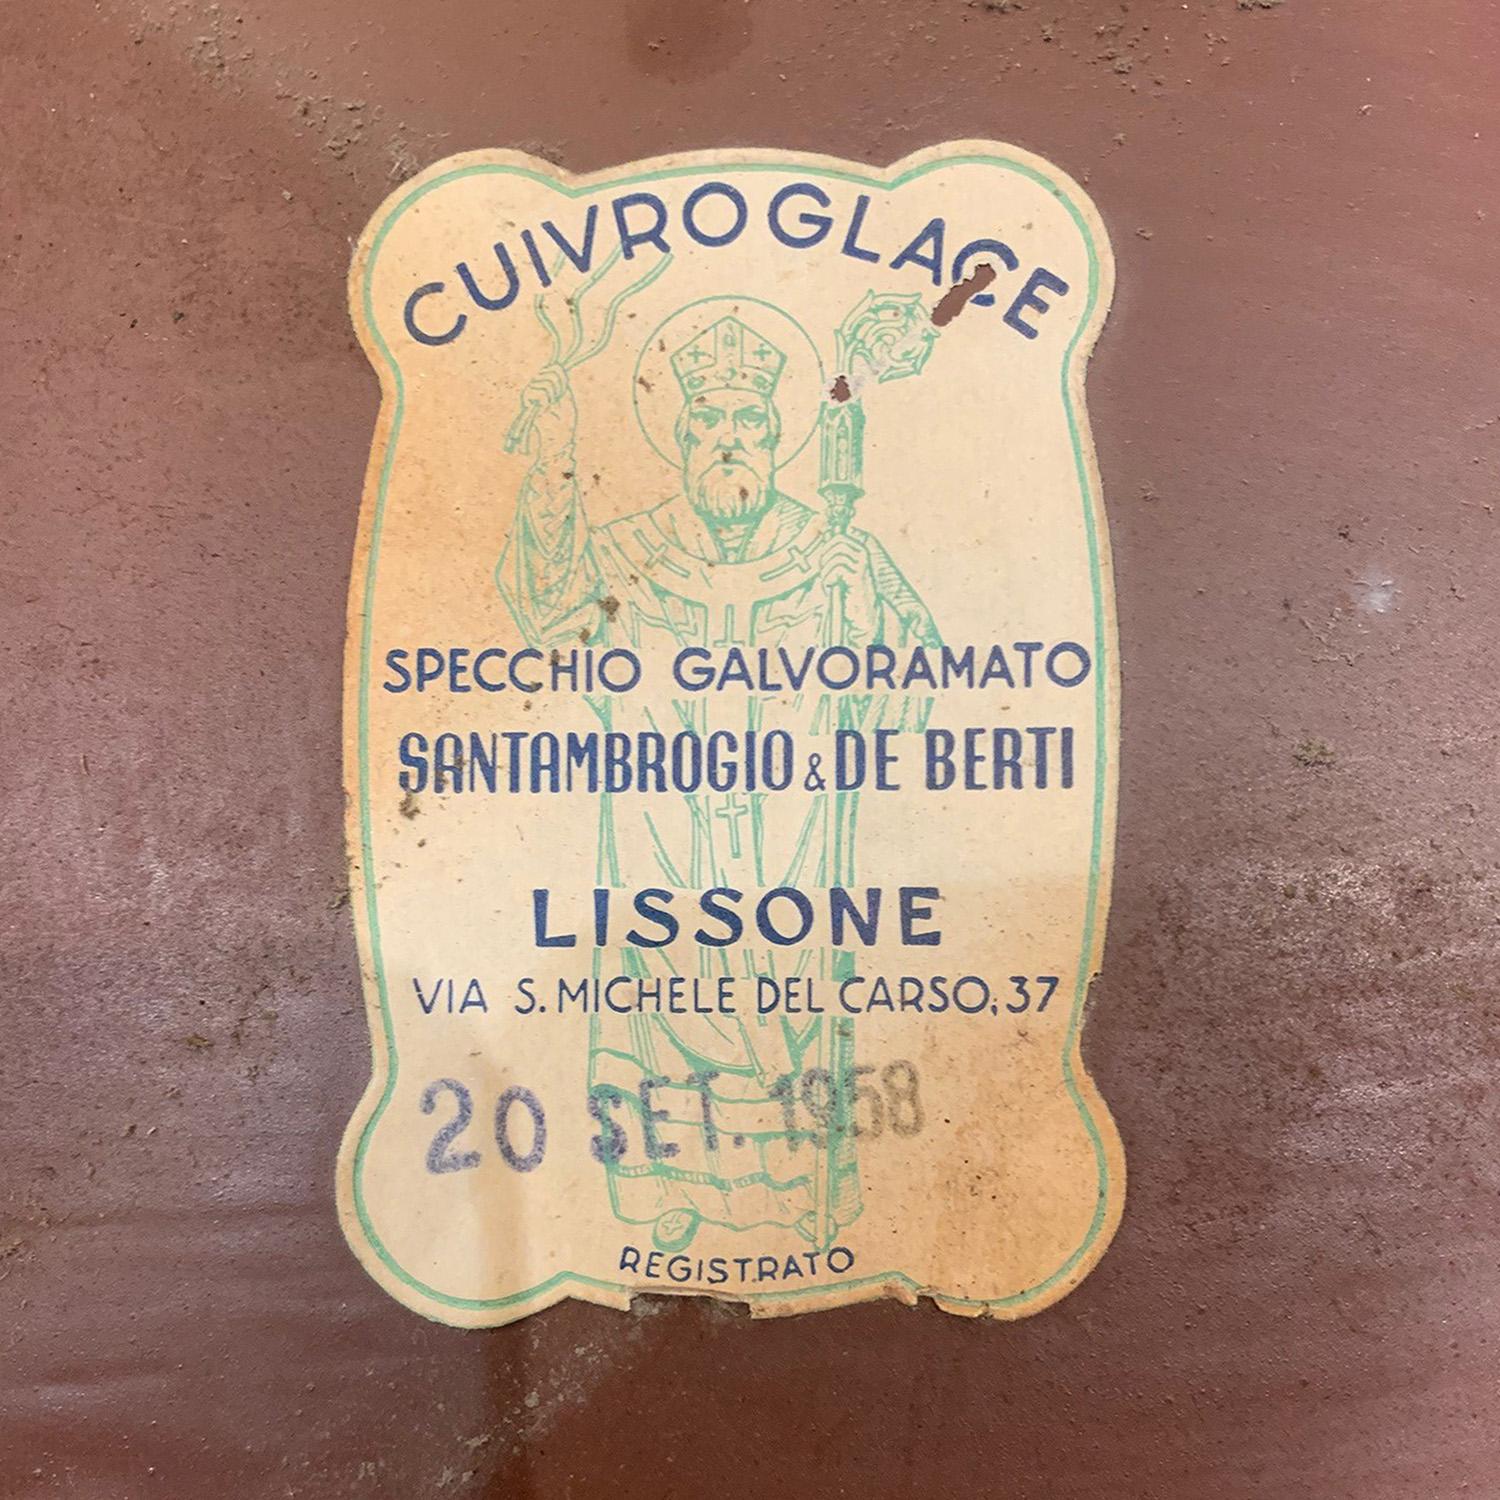 CUIVROGLACE
SPECCHIO GALVORAMATO
SANTAMBROGIO & DE BERTI
LISSONE
VIA S. MICHELE DEL CARSO, 37
20 SET. 1958
REGISTRATO